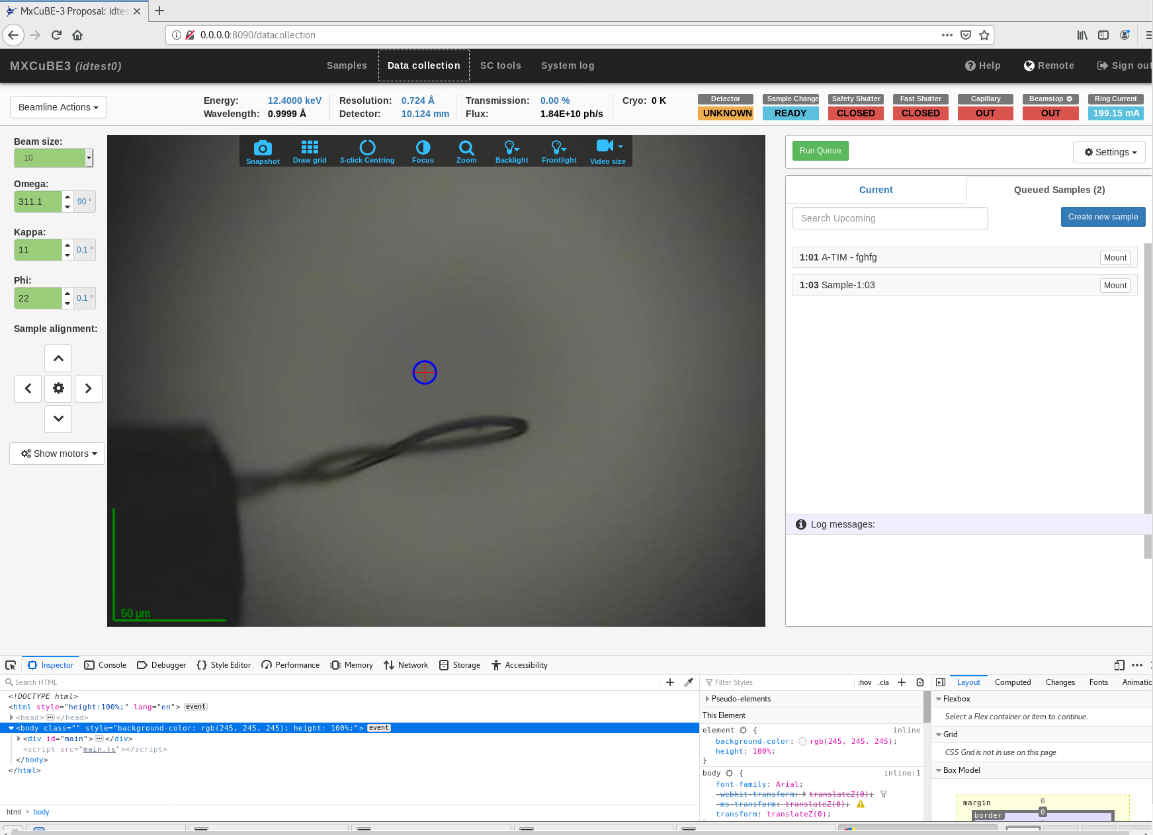 MxCuBE-3 Proposal: idtes
0.0.0.0:8090/datacollection
MXCuBE3 (idtest0)
Samples
Data collection
SC tools
System log
Help
Remote
Sign out
Beamline Actions
Energy: 12.4000 keV
Wavelength: 0.9999 Å
Resolution: 0.724 Å
Detector: 10.124 mm
Transmission: 0.00 %
Flux: 1.84E+10 ph/s
Cryo: 0 K
Detector
UNKNOWN
Sample Change
READY
Safety Shutter
CLOSED
Fast Shutter
CLOSED
Capillary
OUT
Beamstop
OUT
Ring Current
199.15 mA
Beam size:
10
Omega:
311.1 90 °
Kappa:
11 0.1 °
Phi:
22 0.1 °
Sample alignment:
Show motors
Snapshot
Draw grid
3-click Centring
Focus
Zoom
Backlight
Frontlight
Video size
50 µm
Run Queue
Settings
Current
Queued Samples (2)
Search Upcoming
Create new sample
1:01 A-TIM - fghfg Mount
1:03 Sample-1:03 Mount
Log messages:
Inspector
Console
Debugger
Style Editor
Performance
Memory
Network
Storage
Accessibility
Search HTML
<!DOCTYPE html>
<html style="height:100%;" lang="en"> event
<head> </head>
<body class="" style="background-color: rgb(245, 245, 245); height: 100%;"> event
<div id="main"> </div>
<script src="main.js"></script>
</body>
</html>
html > body
Filter Styles
:hov .cls +
Pseudo-elements
This Element
element { inline
background-color: rgb(245, 245, 245);
height: 100%;
}
body { inline:1
font-family: Arial;
-webkit-transform: translateZ(0);
-ms-transform: translateZ(0);
transform: translateZ(0);
Layout
Computed
Changes
Fonts
Animatio
Flexbox
Select a Flex container or item to continue.
Grid
CSS Grid is not in use on this page
Box Model
margin 0
border 0